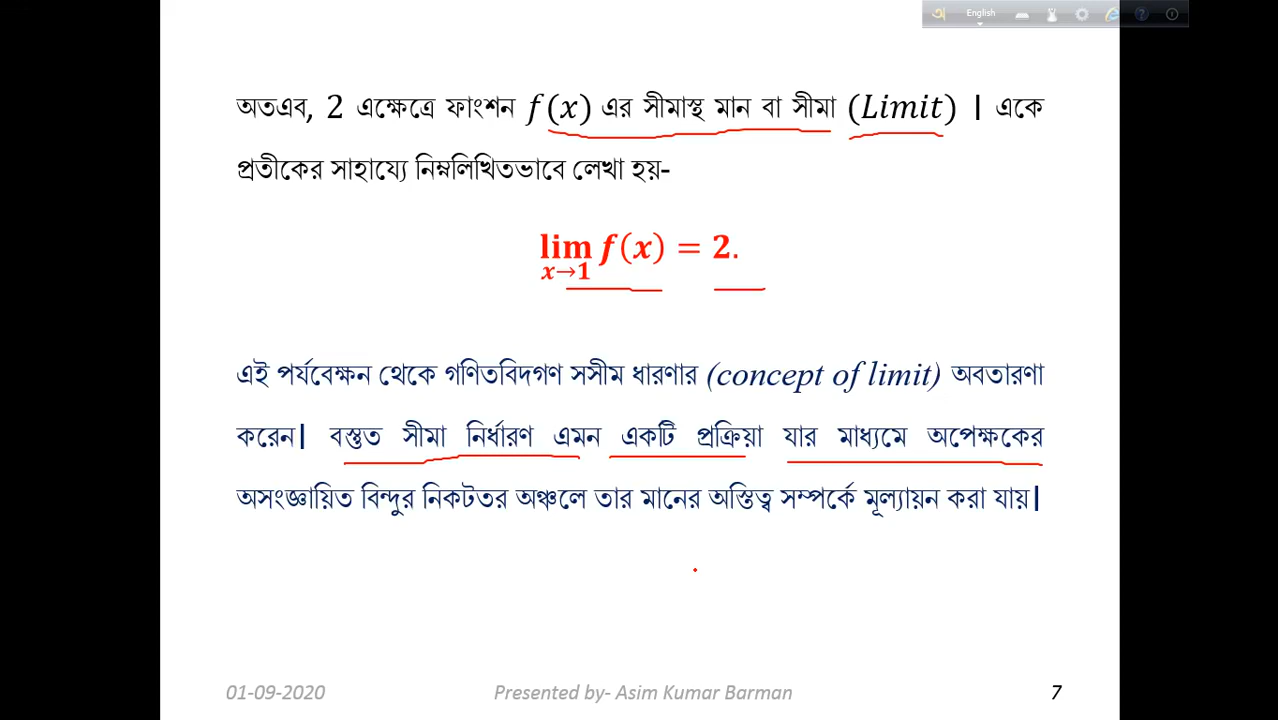 English
অতএব, 2 এক্ষেত্রে ফাংশন f(x) এর সীমাস্থ মান বা সীমা (Limit) | একে
প্রতীকের সাহায্যে নিম্নলিখিতভাবে লেখা হয়-
lim f(x) = 2.
x→1
এই পর্যবেক্ষন থেকে গণিতবিদগণ সসীম ধারণার (concept of limit) অবতারণা
করেন| বস্তুত সীমা নির্ধারণ এমন একটি প্রক্রিয়া যার মাধ্যমে অপেক্ষকের
অসংজ্ঞায়িত বিন্দুর নিকটতর অঞ্চলে তার মানের অস্তিত্ব সম্পর্কে মূল্যায়ন করা যায়|
01-09-2020 Presented by- Asim Kumar Barman 7